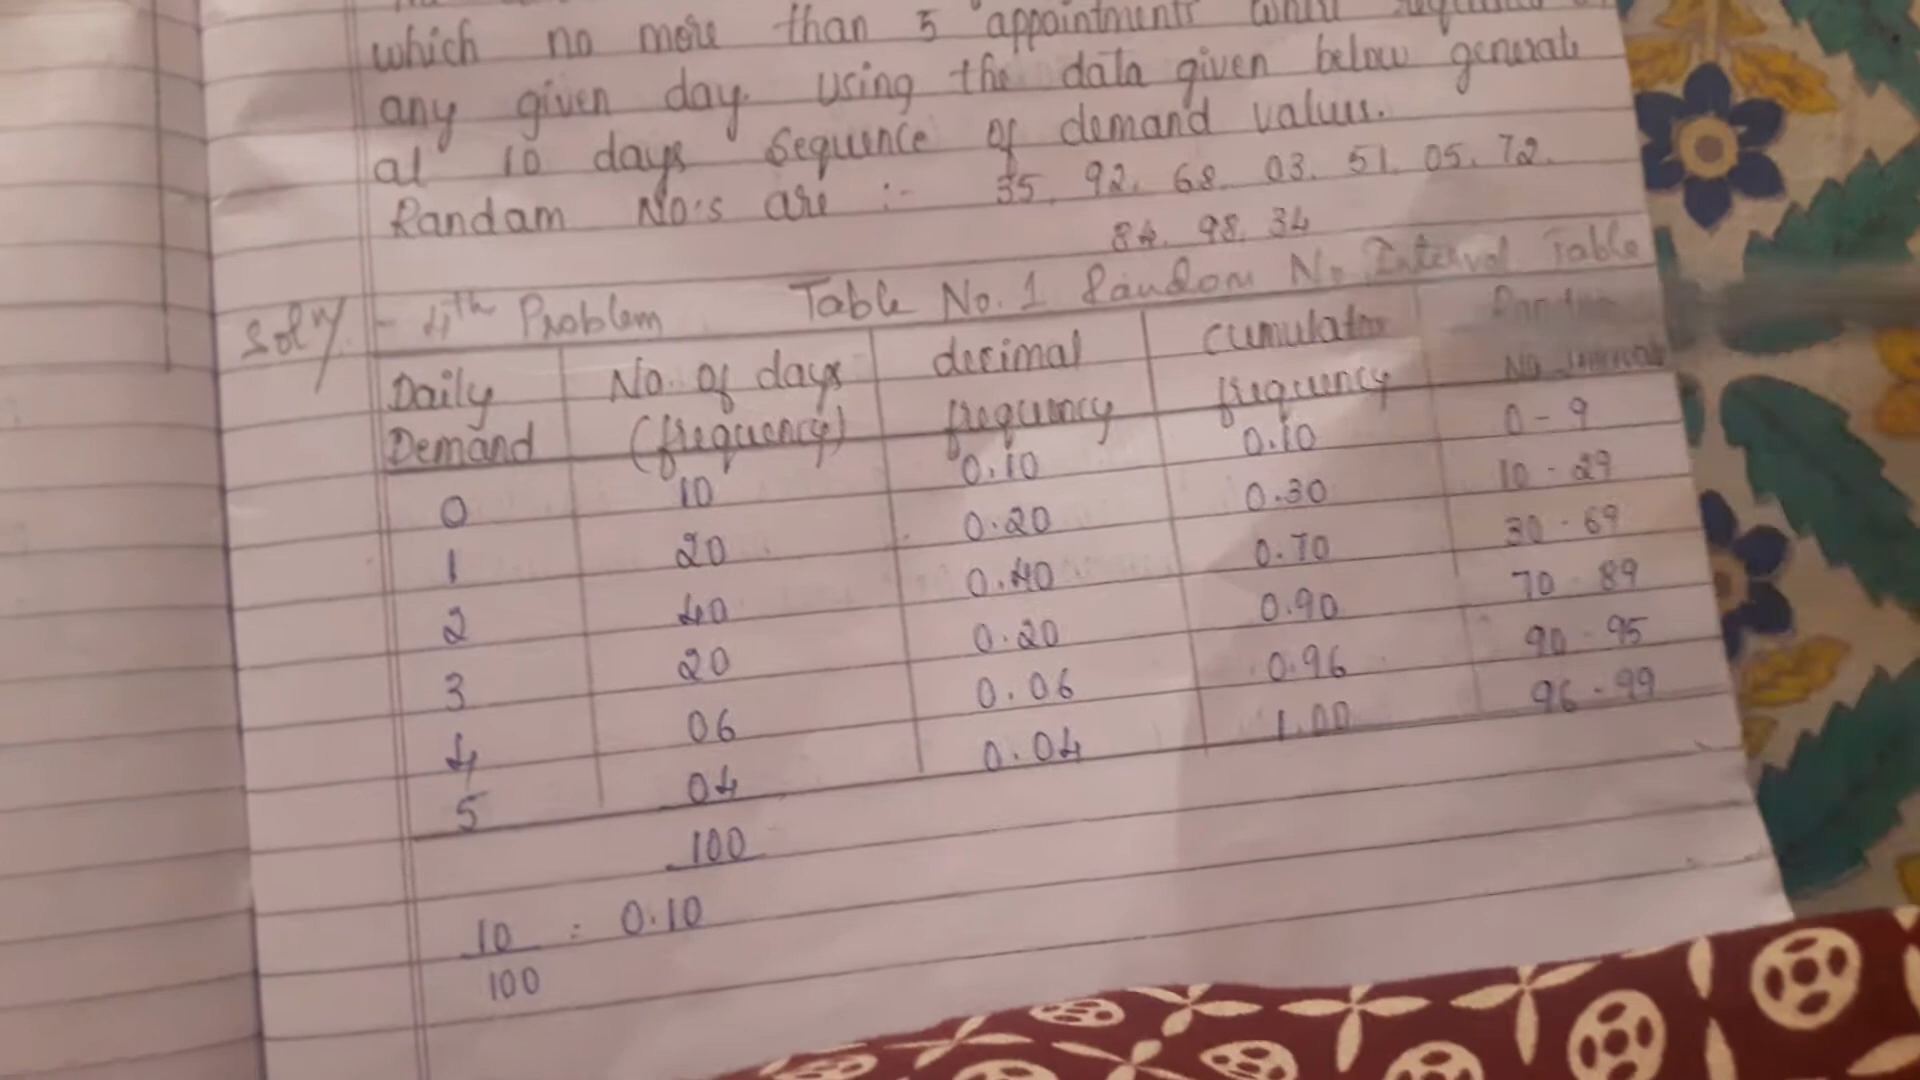 which no more than 5 appointments
any given day. using the data given below generate
al 10 days sequence of demand values.
Randam No's are :- 35, 92, 68, 03, 51, 05, 72,
84, 98, 34
Soln/- 4th Problem Table No. 1 Random No Interval Table
Daily Demand No. of days (frequency) decimal frequency cumulator frequency No Intervals
0 10 0.10 0.10 0-9
1 20 0.20 0.30 10-29
2 40 0.40 0.70 30-69
3 20 0.20 0.90 70-89
4 06 0.06 0.96 90-95
5 04 0.04 1.00 96-99
100
10 = 0.10
100